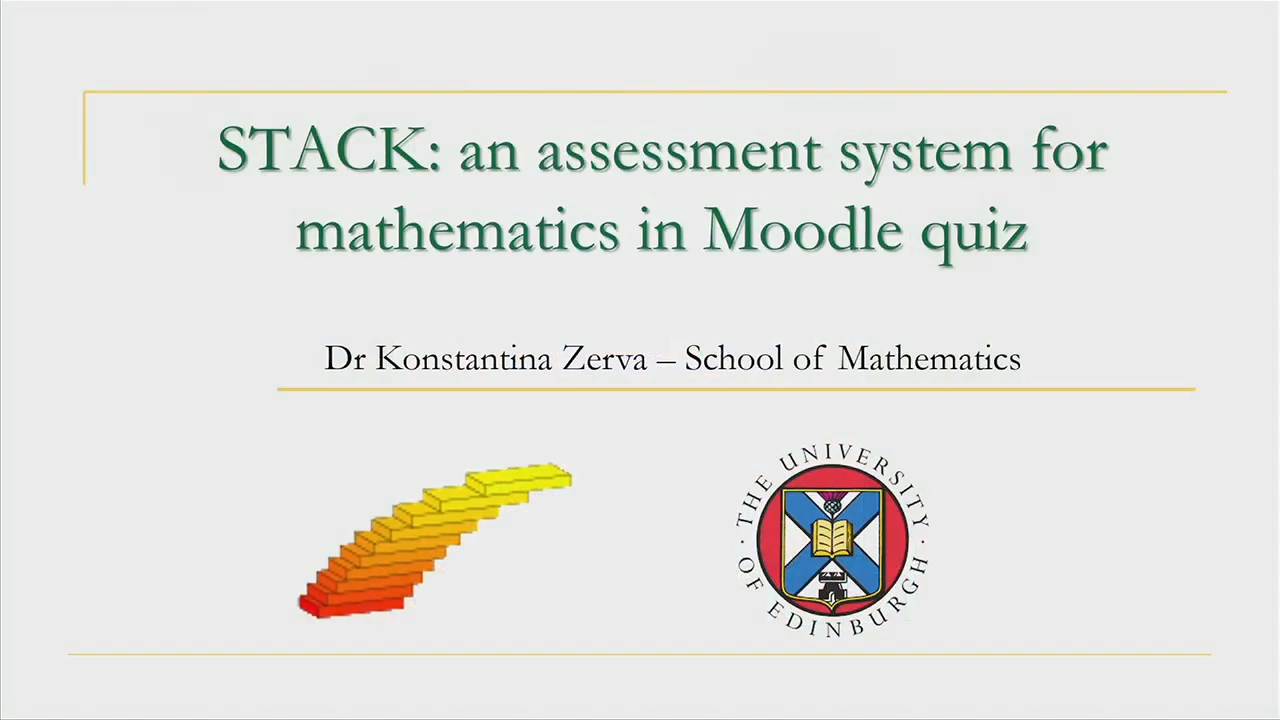 STACK: an assessment system for
mathematics in Moodle quiz
Dr Konstantina Zerva – School of Mathematics
THE UNIVERSITY
· OF EDINBURGH ·